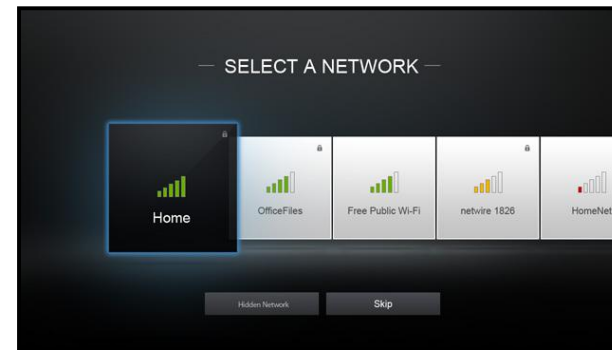 SELECT A NETWORK
Home
OfficeFiles
Free Public Wi-Fi
netwire 1826
HomeNet
Hidden Network
Skip